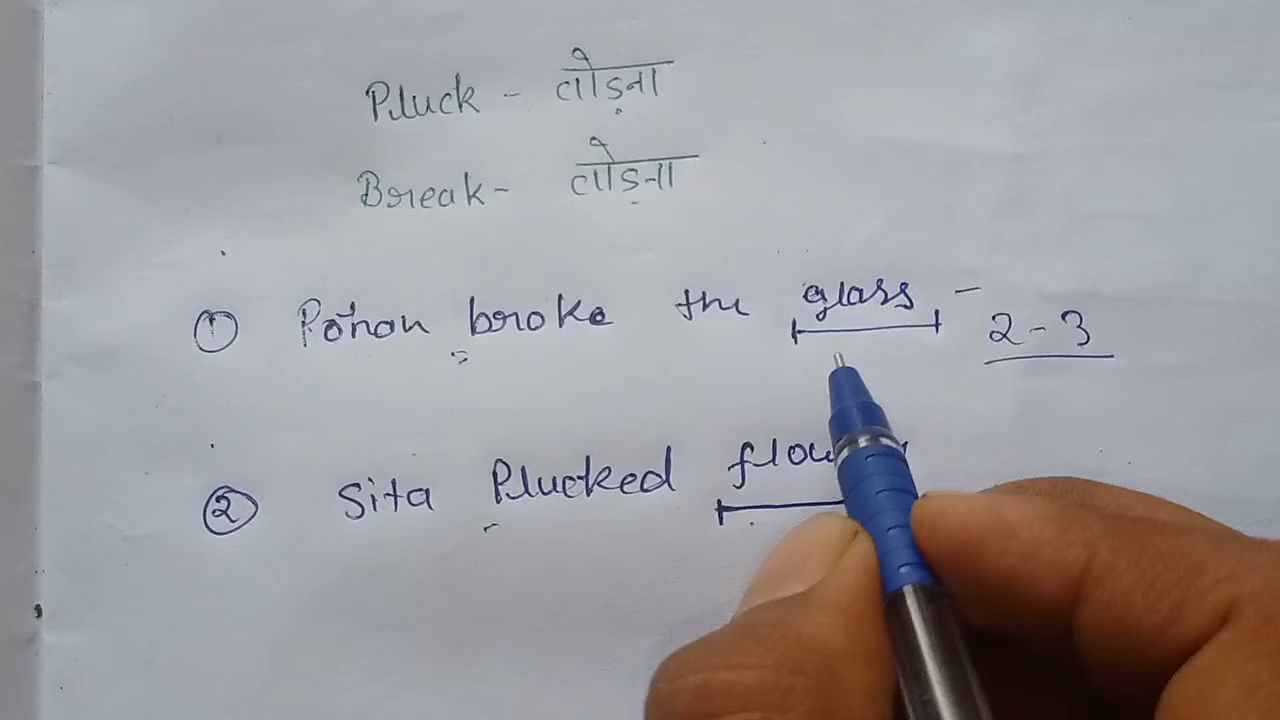 Pluck - तोड़ना
Break - तोड़ना
① Rohan broke the glass - 2-3
② Sita Plucked